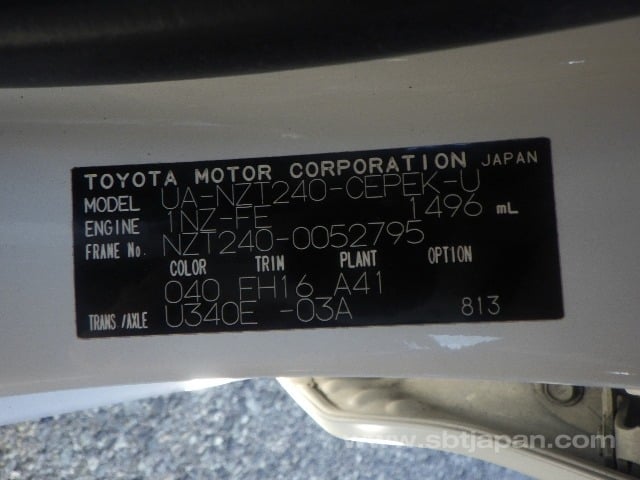 TOYOTA MOTOR CORPORATION JAPAN
MODEL UA-NZT240-CEPEK-U
ENGINE 1NZ-FE 1496 mL
FRAME No. NZT240-0052795
COLOR TRIM PLANT OPTION
040 FH16 A41
TRANS/AXLE U340E -03A 813
www.sbtjapan.com